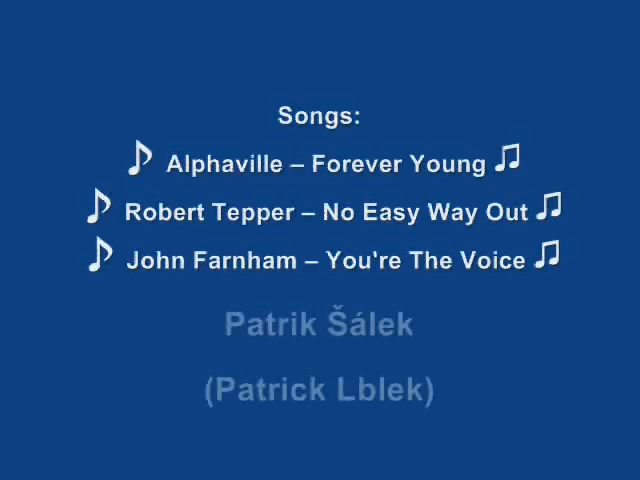 Songs:
♪ Alphaville – Forever Young ♫
♪ Robert Tepper – No Easy Way Out ♫
♪ John Farnham – You're The Voice ♫
Patrik Šálek
(Patrick Lblek)